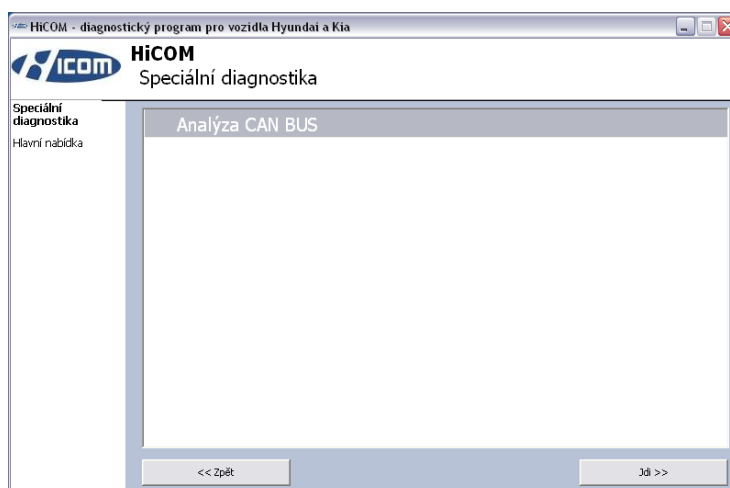 HiCOM - diagnostický program pro vozidla Hyundai a Kia
HICOM
HiCOM
Speciální diagnostika
Speciální
diagnostika
Hlavní nabídka
Analýza CAN BUS
<< Zpět
Jdi >>